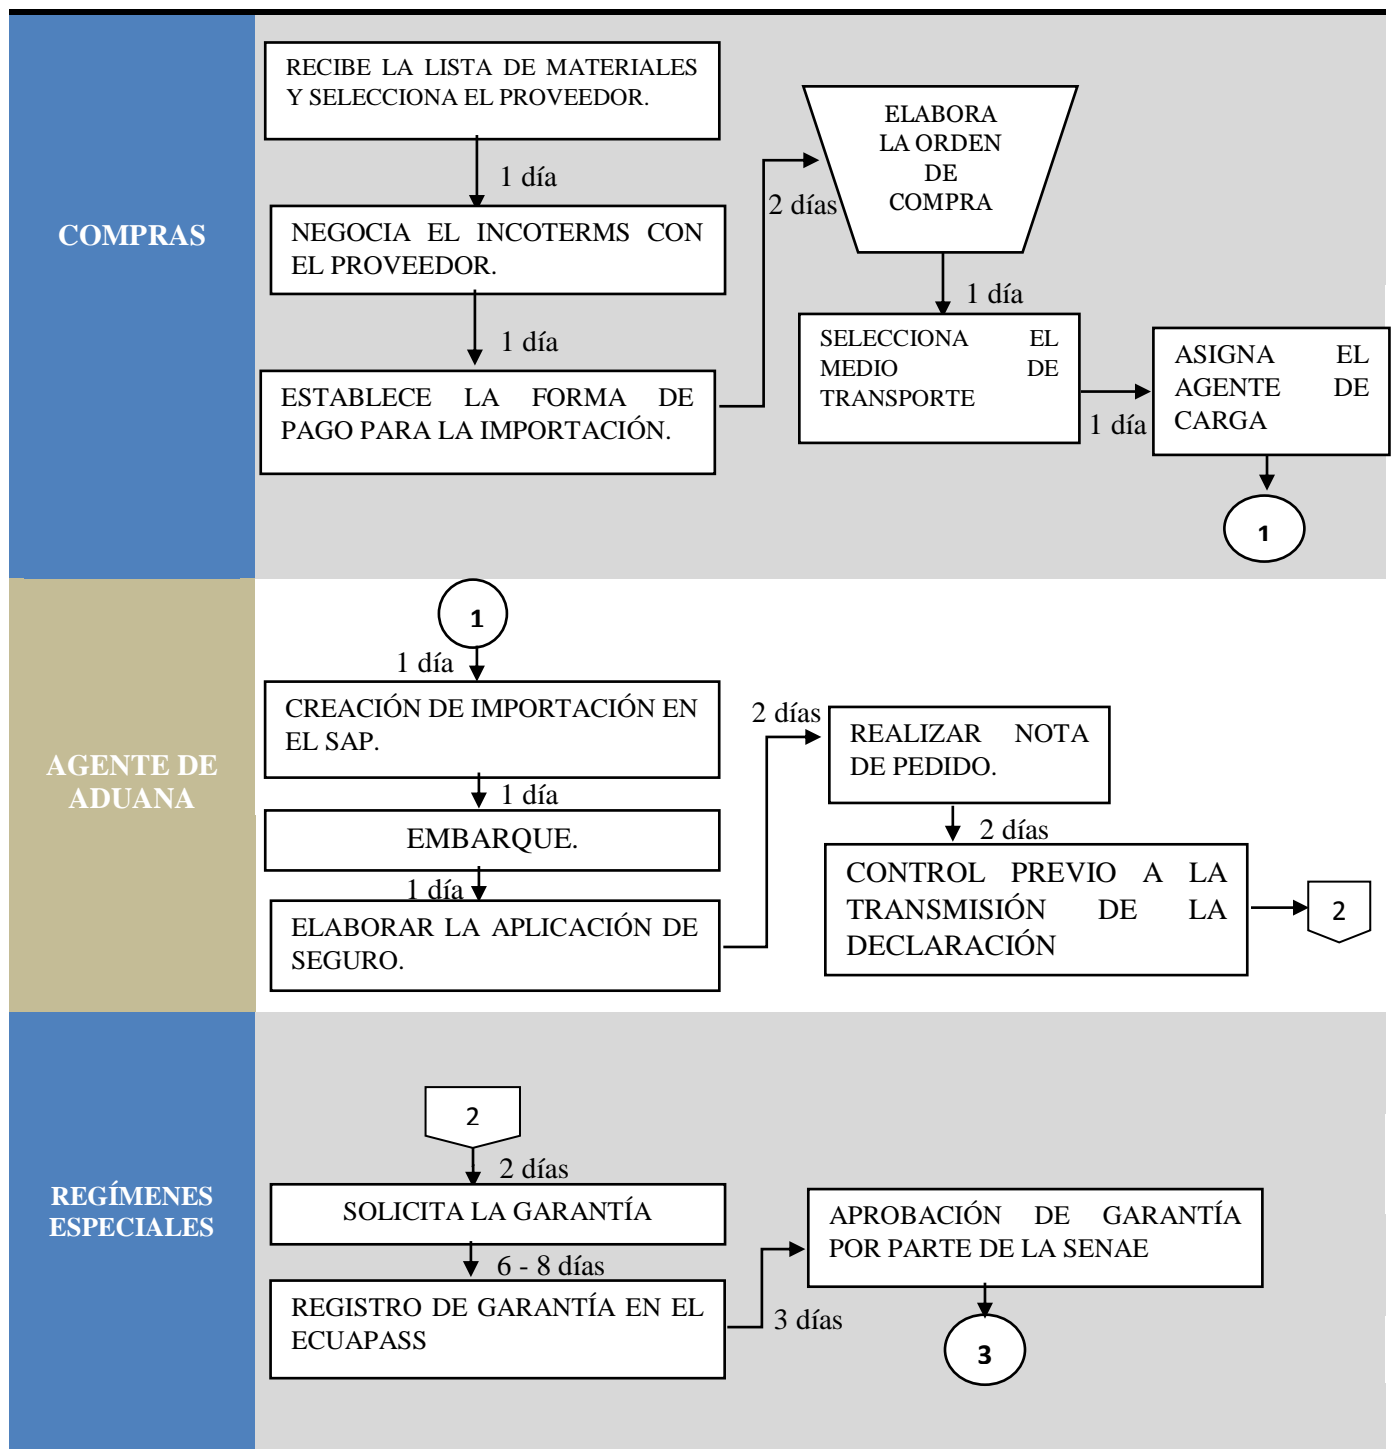 COMPRAS
RECIBE LA LISTA DE MATERIALES
Y SELECCIONA EL PROVEEDOR.
1 día
NEGOCIA EL INCOTERMS CON
EL PROVEEDOR.
1 día
ESTABLECE LA FORMA DE
PAGO PARA LA IMPORTACIÓN.
2 días
ELABORA
LA ORDEN
DE
COMPRA
1 día
SELECCIONA EL
MEDIO DE
TRANSPORTE
1 día
ASIGNA EL
AGENTE DE
CARGA
1
AGENTE DE
ADUANA
1
1 día
CREACIÓN DE IMPORTACIÓN EN
EL SAP.
1 día
EMBARQUE.
1 día
ELABORAR LA APLICACIÓN DE
SEGURO.
2 días
REALIZAR NOTA
DE PEDIDO.
2 días
CONTROL PREVIO A LA
TRANSMISIÓN DE LA
DECLARACIÓN
2
REGÍMENES
ESPECIALES
2
2 días
SOLICITA LA GARANTÍA
6 - 8 días
REGISTRO DE GARANTÍA EN EL
ECUAPASS
3 días
APROBACIÓN DE GARANTÍA
POR PARTE DE LA SENAE
3